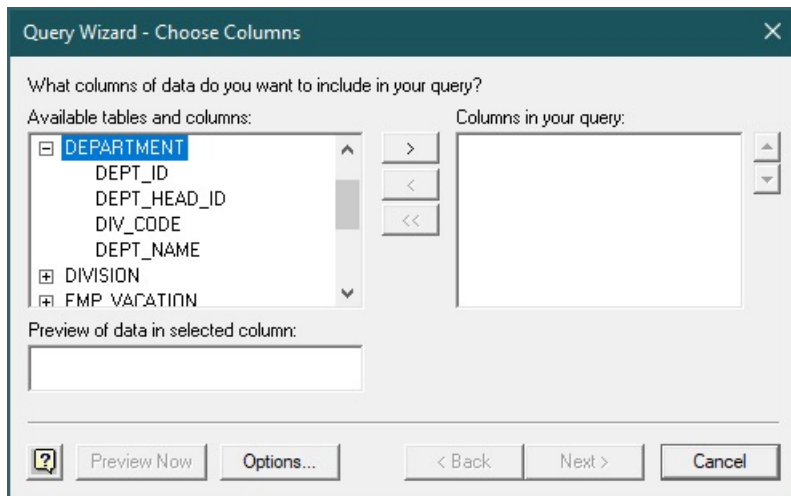 Query Wizard - Choose Columns
What columns of data do you want to include in your query?
Available tables and columns:
Columns in your query:
DEPARTMENT
DEPT_ID
DEPT_HEAD_ID
DIV_CODE
DEPT_NAME
DIVISION
EMP_VACATION
>
<
<<
Preview of data in selected column:
Preview Now
Options...
< Back
Next >
Cancel